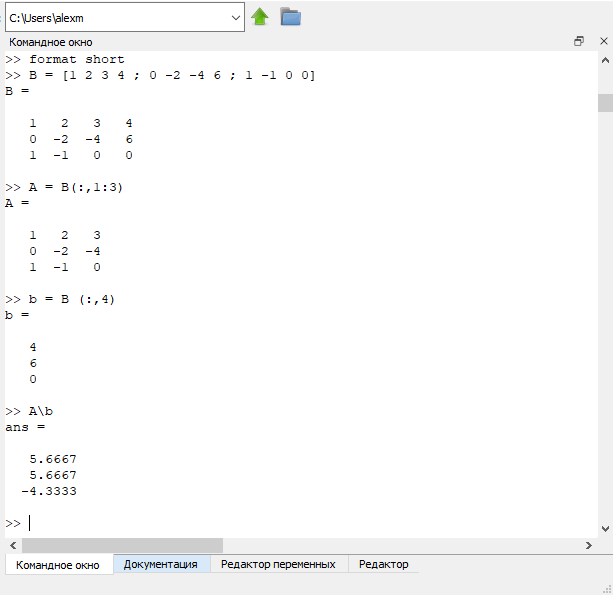 C:\Users\alexm
Командное окно
>> format short
>> B = [1 2 3 4 ; 0 -2 -4 6 ; 1 -1 0 0]
B =
1 2 3 4
0 -2 -4 6
1 -1 0 0
>> A = B(:,1:3)
A =
1 2 3
0 -2 -4
1 -1 0
>> b = B (:,4)
b =
4
6
0
>> A\b
ans =
5.6667
5.6667
-4.3333
>>
Командное окно Документация Редактор переменных Редактор